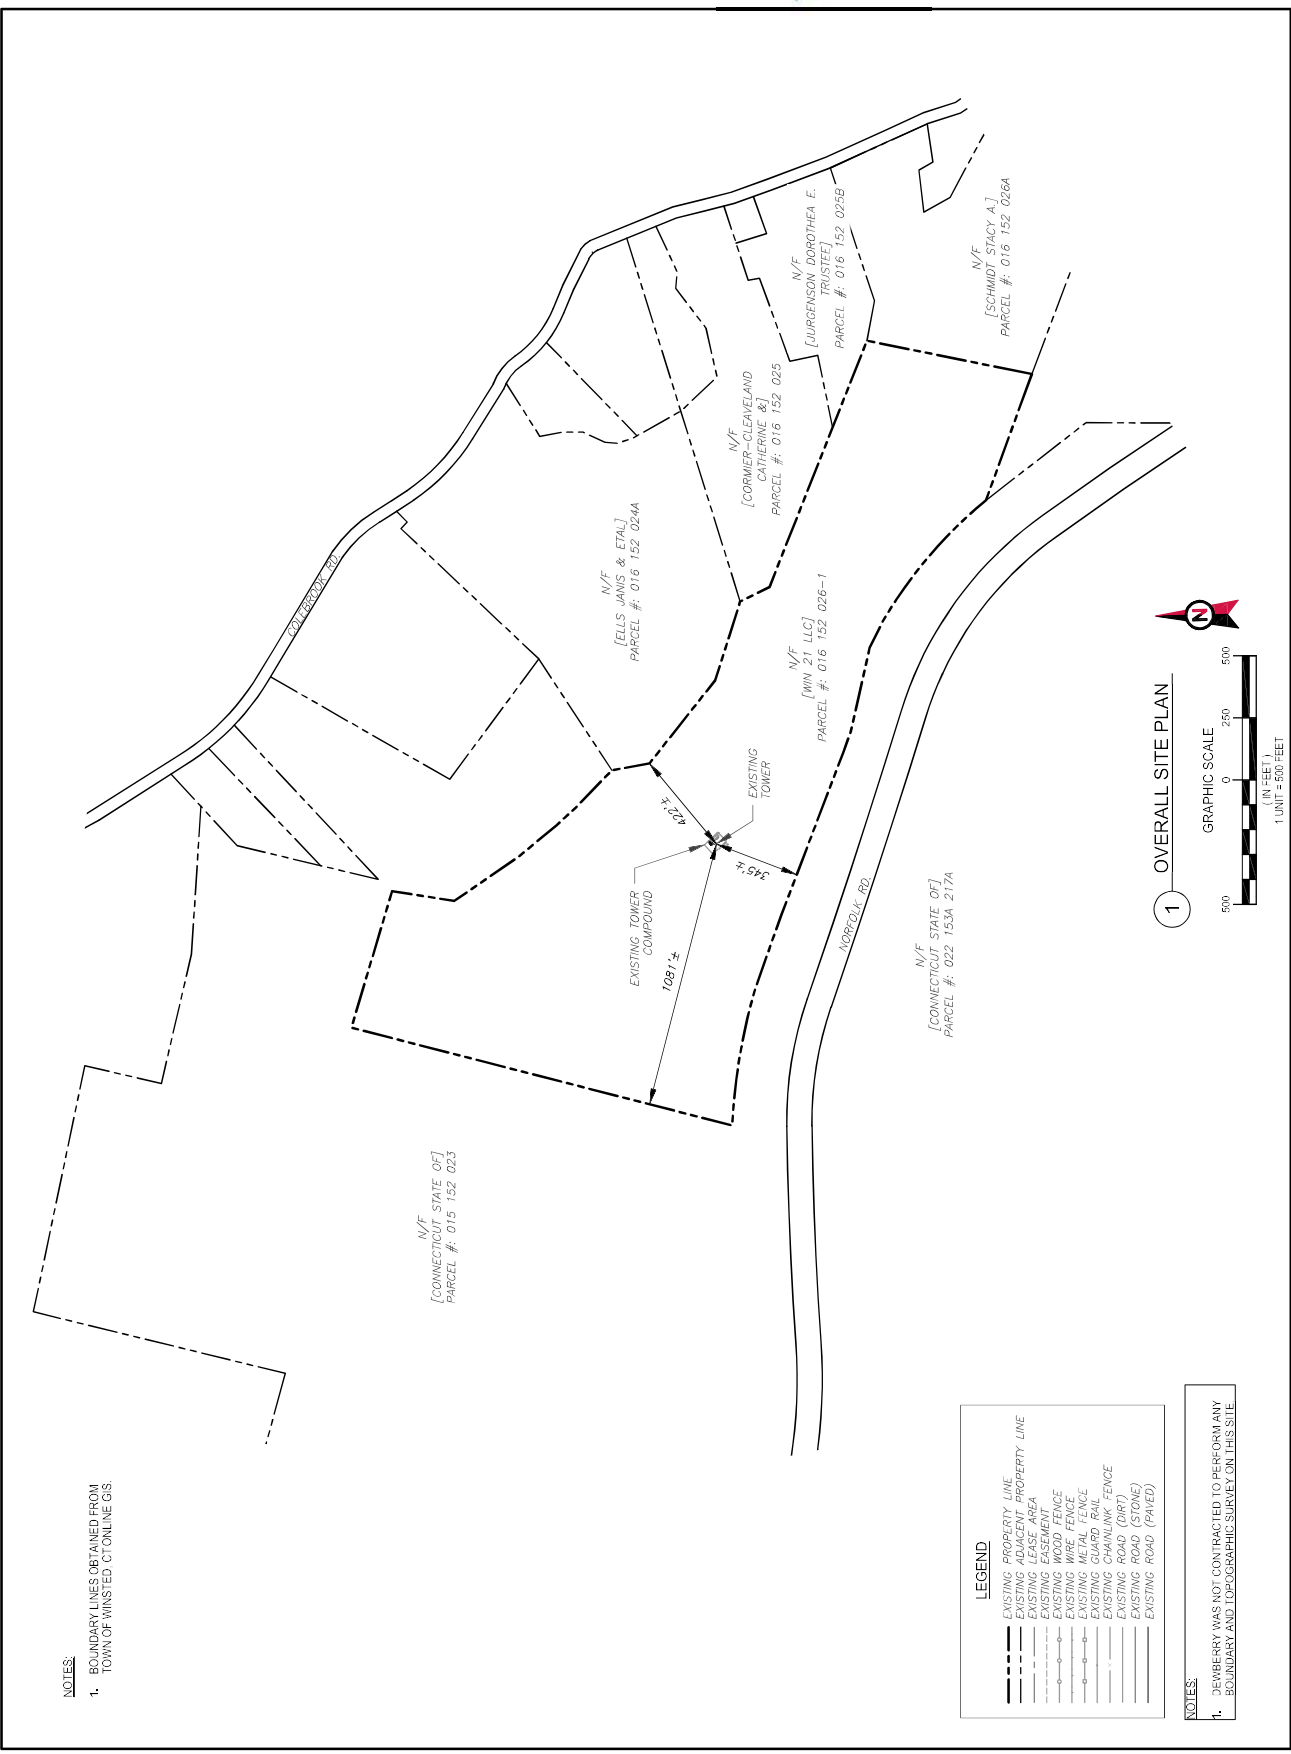 NOTES:
1. BOUNDARY LINES OBTAINED FROM
TOWN OF WINSTED, CT ONLINE GIS.
COLEBROOK RD.
N/F
[CONNECTICUT STATE OF]
PARCEL #: 015 152 023
N/F
[ELLS JANIS & ETAL]
PARCEL #: 016 152 024A
N/F
[CORMIER-CLEAVELAND
CATHERINE &]
PARCEL #: 016 152 025
N/F
[JURGENSON DOROTHEA E.
TRUSTEE]
PARCEL #: 016 152 025B
N/F
[SCHMIDT STACY A.]
PARCEL #: 016 152 026A
N/F
[WIN 21 LLC]
PARCEL #: 016 152 026-1
EXISTING TOWER
COMPOUND
1081'±
422'±
345'±
EXISTING
TOWER
NORFOLK RD.
N/F
[CONNECTICUT STATE OF]
PARCEL #: 022 153A 217A
LEGEND
EXISTING PROPERTY LINE
EXISTING ADJACENT PROPERTY LINE
EXISTING LEASE AREA
EXISTING EASEMENT
EXISTING WOOD FENCE
EXISTING WIRE FENCE
EXISTING METAL FENCE
EXISTING GUARD RAIL
EXISTING CHAINLINK FENCE
EXISTING ROAD (DIRT)
EXISTING ROAD (STONE)
EXISTING ROAD (PAVED)
NOTES:
1. DEWBERRY WAS NOT CONTRACTED TO PERFORM ANY
BOUNDARY AND TOPOGRAPHIC SURVEY ON THIS SITE.
1 OVERALL SITE PLAN
N
GRAPHIC SCALE
500 0 250 500
( IN FEET )
1 UNIT = 500 FEET